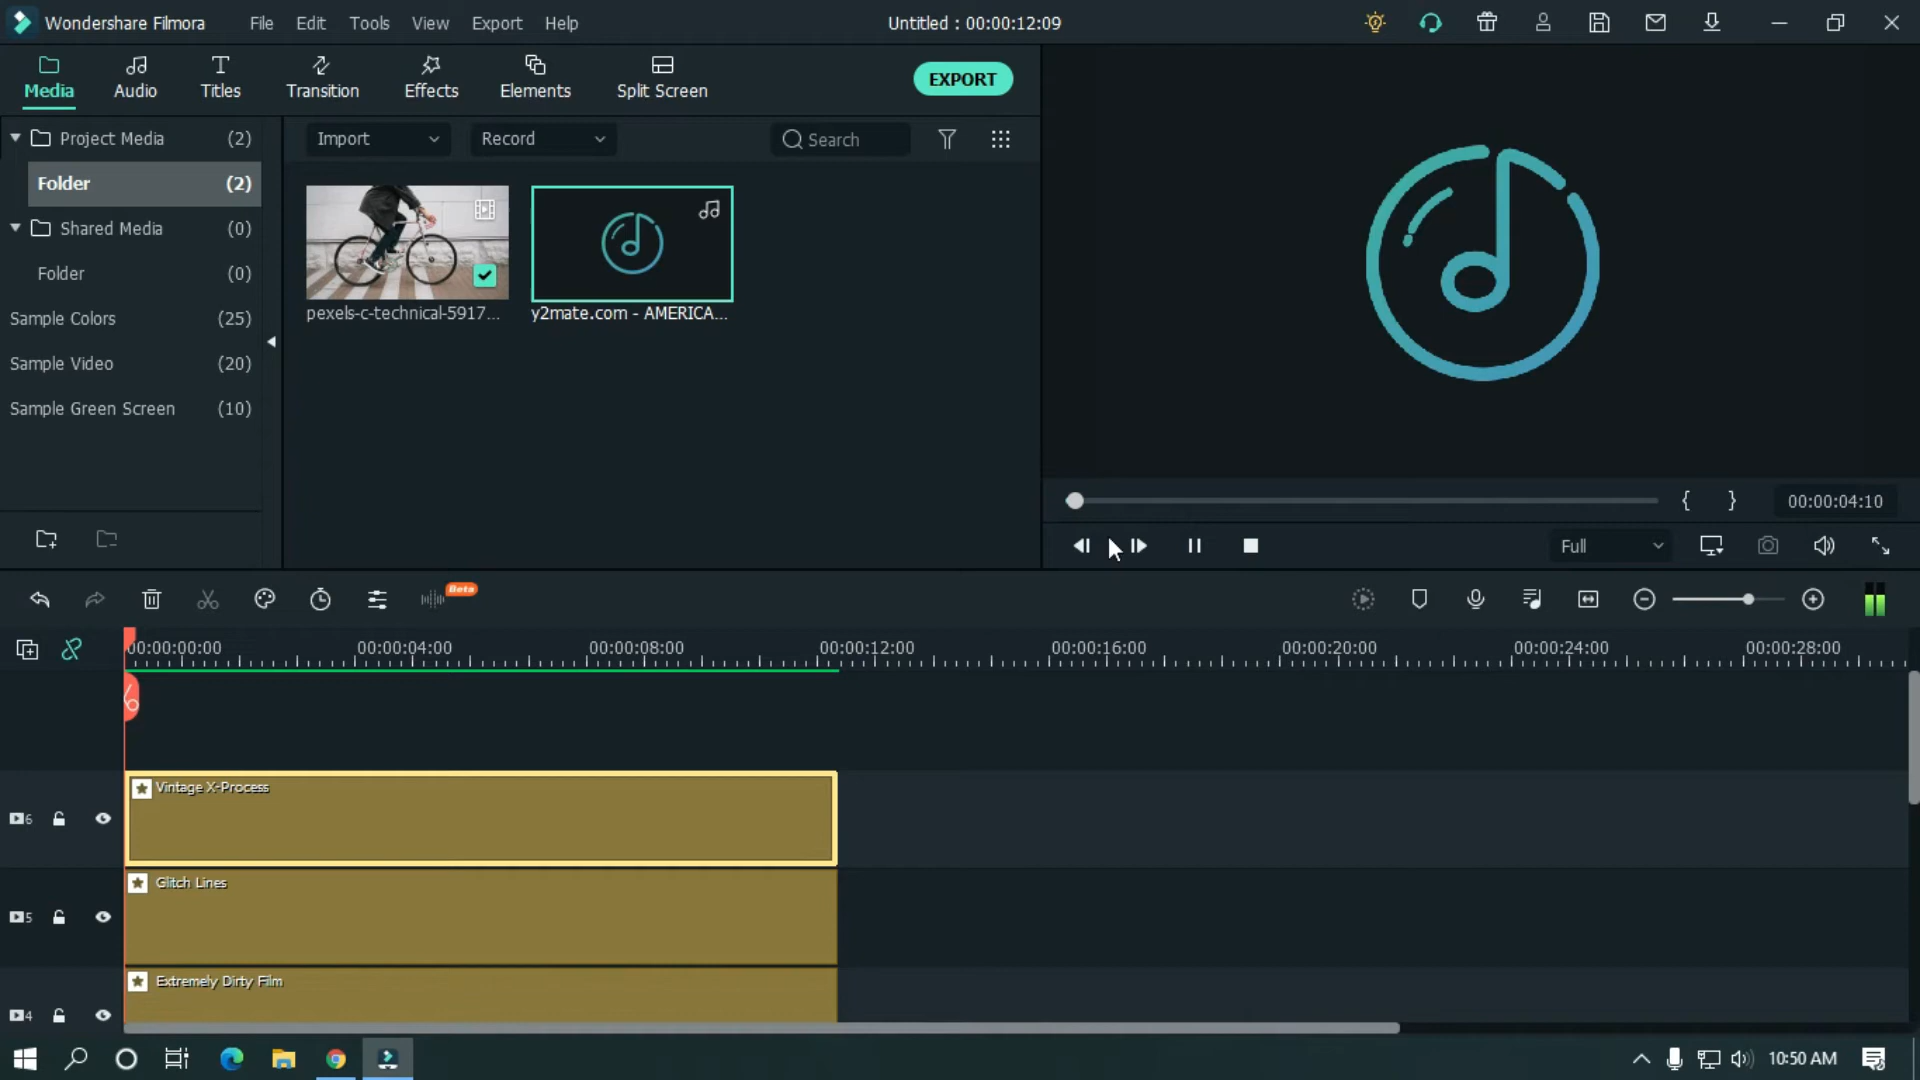 Wondershare Filmora File Edit Tools View Export Help Untitled : 00:00:12:09
Media Audio Titles Transition Effects Elements Split Screen EXPORT
Project Media (2) Import Record Search
Folder (2)
Shared Media (0)
Folder (0)
pexels-c-technical-5917... y2mate.com - AMERICA...
Sample Colors (25)
Sample Video (20)
Sample Green Screen (10)
{ } 00:00:04:10
Full
Beta
00:00:00:00 00:00:04:00 00:00:08:00 00:00:12:00 00:00:16:00 00:00:20:00 00:00:24:00 00:00:28:00
Vintage X-Process
6
Glitch Lines
5
Extremely Dirty Film
4
10:50 AM